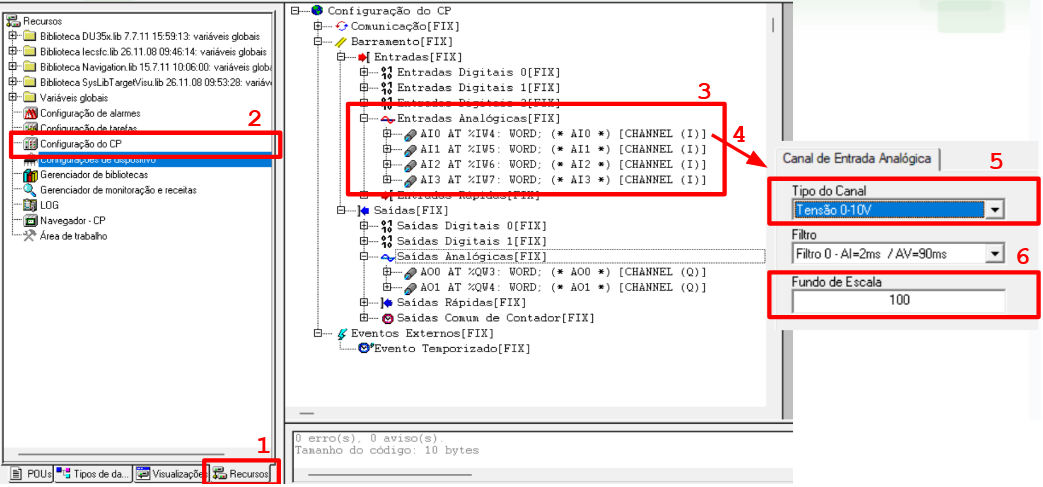 Recursos
Biblioteca DU35x.lib 7.7.11 15:59:13: variáveis globais
Biblioteca Iecsfc.lib 26.11.08 09:46:14: variáveis globais
Biblioteca Navigation.lib 15.7.11 10:06:00: variáveis globa
Biblioteca SysLibTargetVisu.lib 26.11.08 09:53:28: variáv
Variáveis globais
Configuração de alarmes
2
Configuração de tarefas
Configuração do CP
Configurações de dispositivo
Gerenciador de bibliotecas
Gerenciador de monitoração e receitas
LOG
Navegador - CP
Área de trabalho
1
POUs
Tipos de da...
Visualizaçõe
Recursos
Configuração do CP
Comunicação[FIX]
Barramento[FIX]
Entradas[FIX]
Entradas Digitais 0[FIX]
Entradas Digitais 1[FIX]
Entradas Digitais 2[FIX]
3
Entradas Analógicas[FIX]
AI0 AT %IW4: WORD; (* AI0 *) [CHANNEL (I)]
4
AI1 AT %IW5: WORD; (* AI1 *) [CHANNEL (I)]
AI2 AT %IW6: WORD; (* AI2 *) [CHANNEL (I)]
AI3 AT %IW7: WORD; (* AI3 *) [CHANNEL (I)]
Entradas Rápidas[FIX]
Saídas[FIX]
Saídas Digitais 0[FIX]
Saídas Digitais 1[FIX]
Saídas Analógicas[FIX]
AO0 AT %QW3: WORD; (* AO0 *) [CHANNEL (Q)]
AO1 AT %QW4: WORD; (* AO1 *) [CHANNEL (Q)]
Saídas Rápidas[FIX]
Saídas Comum de Contador[FIX]
Eventos Externos[FIX]
Evento Temporizado[FIX]
0 erro(s), 0 aviso(s).
Tamanho do código: 10 bytes
Canal de Entrada Analógica
5
Tipo do Canal
Tensão 0-10V
Filtro
Filtro 0 - AI=2ms / AV=90ms
6
Fundo de Escala
100